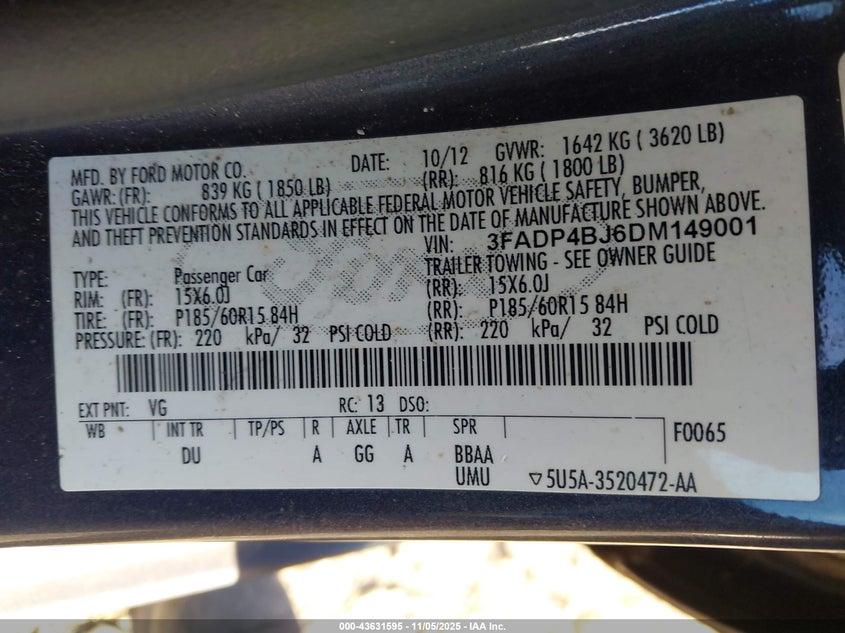 MFD. BY FORD MOTOR CO. DATE: 10/12 GVWR: 1642 KG ( 3620 LB)
GAWR: (FR): 839 KG ( 1850 LB) (RR): 816 KG ( 1800 LB)
THIS VEHICLE CONFORMS TO ALL APPLICABLE FEDERAL MOTOR VEHICLE SAFETY, BUMPER,
AND THEFT PREVENTION STANDARDS IN EFFECT ON THE DATE OF MANUFACTURE SHOWN ABOVE.
VIN: 3FADP4BJ6DM149001
TYPE: Passenger Car TRAILER TOWING - SEE OWNER GUIDE
RIM: (FR): 15X6.0J (RR): 15X6.0J
TIRE: (FR): P185/60R15 84H (RR): P185/60R15 84H
PRESSURE: (FR): 220 kPa/ 32 PSI COLD (RR): 220 kPa/ 32 PSI COLD
EXT PNT: VG RC: 13 DSO:
WB INT TR TP/PS R AXLE TR SPR F0065
DU A GG A BBAA
UMU ▽5U5A-3520472-AA
000-43631595 - 11/05/2025 - IAA Inc.